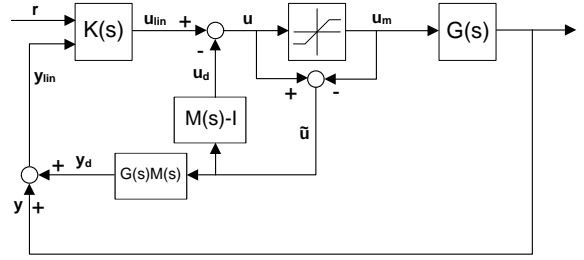 r
K(s)
u_lin
+
-
u
u_m
G(s)
y_lin
u_d
+
-
M(s)-I
ũ
y_d
+
G(s)M(s)
y
+